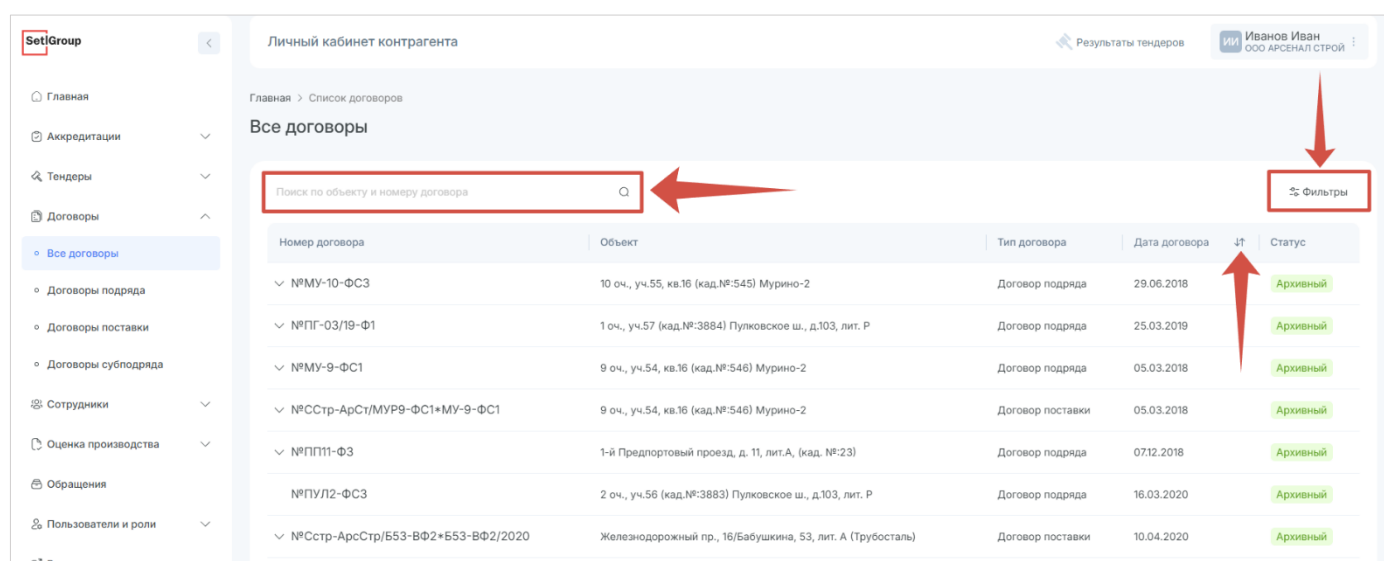 SetlGroup
Личный кабинет контрагента
Результаты тендеров
ИИ
Иванов Иван
ООО АРСЕНАЛ СТРОЙ
Главная
Аккредитации
Тендеры
Договоры
Все договоры
Договоры подряда
Договоры поставки
Договоры субподряда
Сотрудники
Оценка производства
Обращения
Пользователи и роли
Главная > Список договоров
Все договоры
Поиск по объекту и номеру договора
Фильтры
Номер договора Объект Тип договора Дата договора Статус
№МУ-10-ФС3 10 оч., уч.55, кв.16 (кад.№:545) Мурино-2 Договор подряда 29.06.2018 Архивный
№ПГ-03/19-Ф1 1 оч., уч.57 (кад.№:3884) Пулковское ш., д.103, лит. Р Договор подряда 25.03.2019 Архивный
№МУ-9-ФС1 9 оч., уч.54, кв.16 (кад.№:546) Мурино-2 Договор подряда 05.03.2018 Архивный
№ССтр-АрСт/МУР9-ФС1*МУ-9-ФС1 9 оч., уч.54, кв.16 (кад.№:546) Мурино-2 Договор поставки 05.03.2018 Архивный
№ПП11-Ф3 1-й Предпортовый проезд, д. 11, лит.А, (кад. №:23) Договор подряда 07.12.2018 Архивный
№ПУЛ2-ФС3 2 оч., уч.56 (кад.№:3883) Пулковское ш., д.103, лит. Р Договор подряда 16.03.2020 Архивный
№Сстр-АрсСтр/Б53-ВФ2*Б53-ВФ2/2020 Железнодорожный пр., 16/Бабушкина, 53, лит. А (Трубосталь) Договор поставки 10.04.2020 Архивный